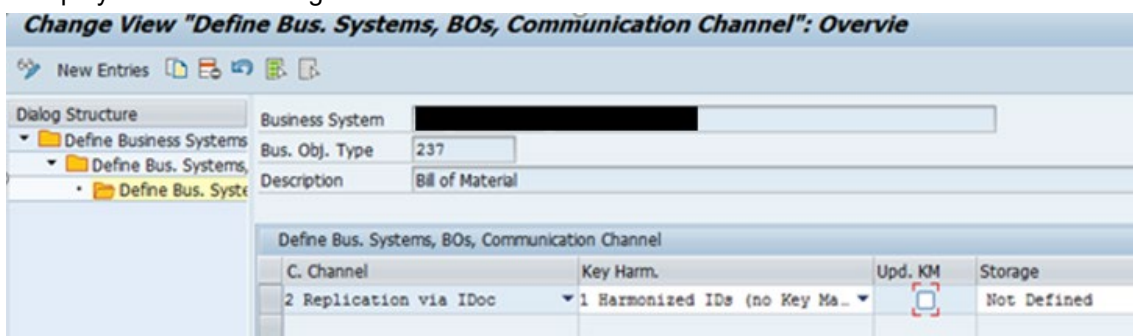 Change View "Define Bus. Systems, BOs, Communication Channel": Overvie
New Entries
Dialog Structure
Define Business Systems
Define Bus. Systems,
Define Bus. Syste
Business System
Bus. Obj. Type 237
Description Bill of Material
Define Bus. Systems, BOs, Communication Channel
C. Channel Key Harm. Upd. KM Storage
2 Replication via IDoc 1 Harmonized IDs (no Key Ma… Not Defined